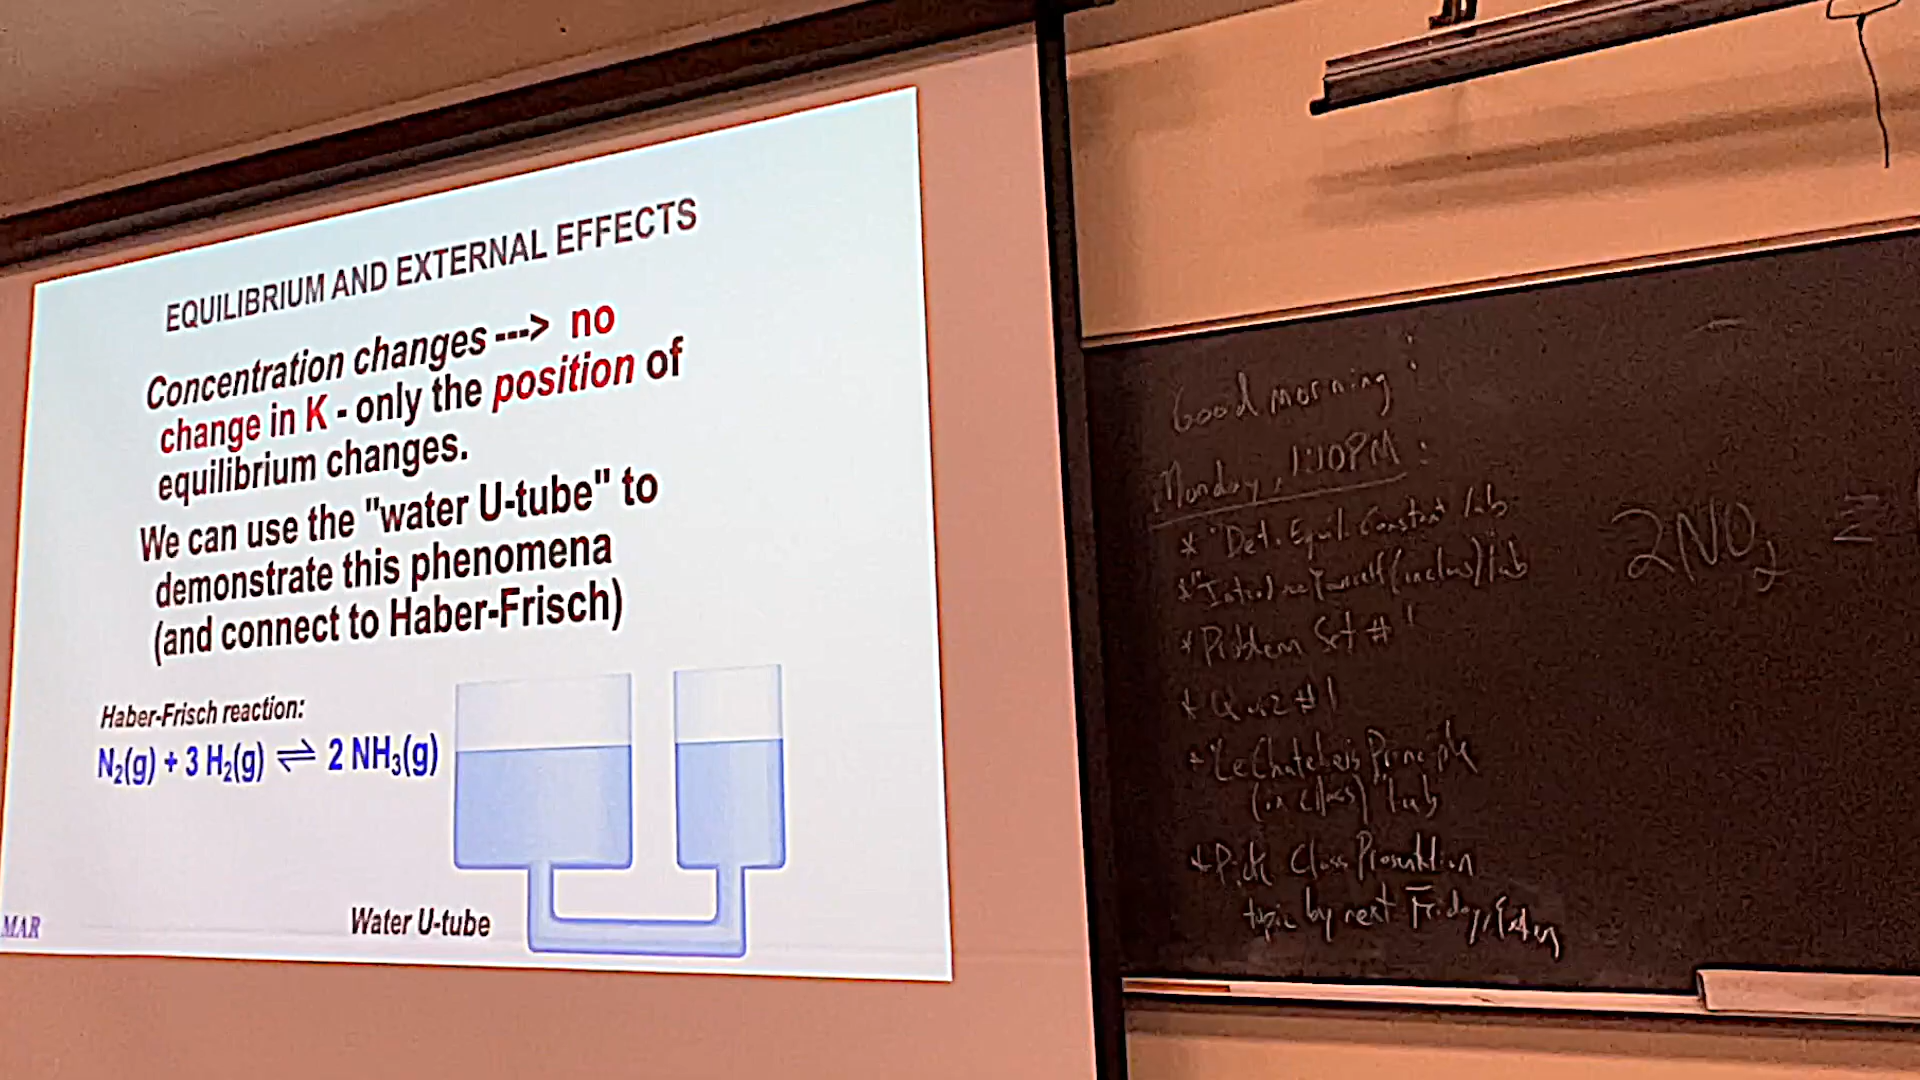 EQUILIBRIUM AND EXTERNAL EFFECTS
Concentration changes ---> no
change in K - only the position of
equilibrium changes.
We can use the "water U-tube" to
demonstrate this phenomena
(and connect to Haber-Frisch)
Haber-Frisch reaction:
N₂(g) + 3 H₂(g) ⇌ 2 NH₃(g)
Water U-tube
MAR
Good morning!
Monday, 1:10PM:
* "Det. Equil. Constant" lab
* (in class) lab
* Problem Set #1
* Quiz #1
* "LeChatelier's Principle
(in class)" lab
* Pick Class Presentation
topic by next Friday,
2NO₂